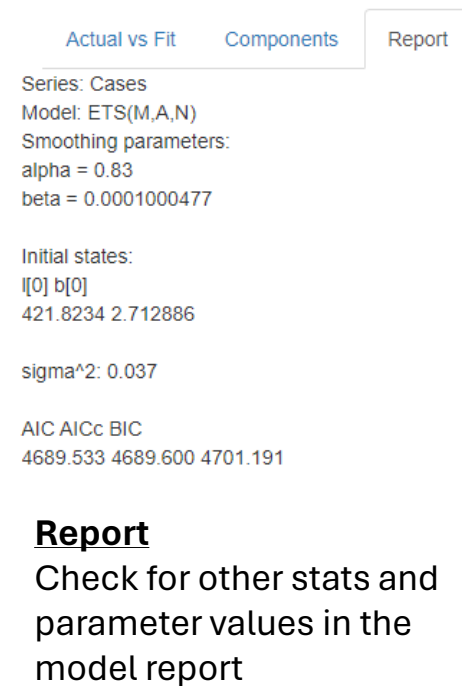 Actual vs Fit Components Report
Series: Cases
Model: ETS(M,A,N)
Smoothing parameters:
alpha = 0.83
beta = 0.0001000477
Initial states:
l[0] b[0]
421.8234 2.712886
sigma^2: 0.037
AIC AICc BIC
4689.533 4689.600 4701.191
Report
Check for other stats and
parameter values in the
model report